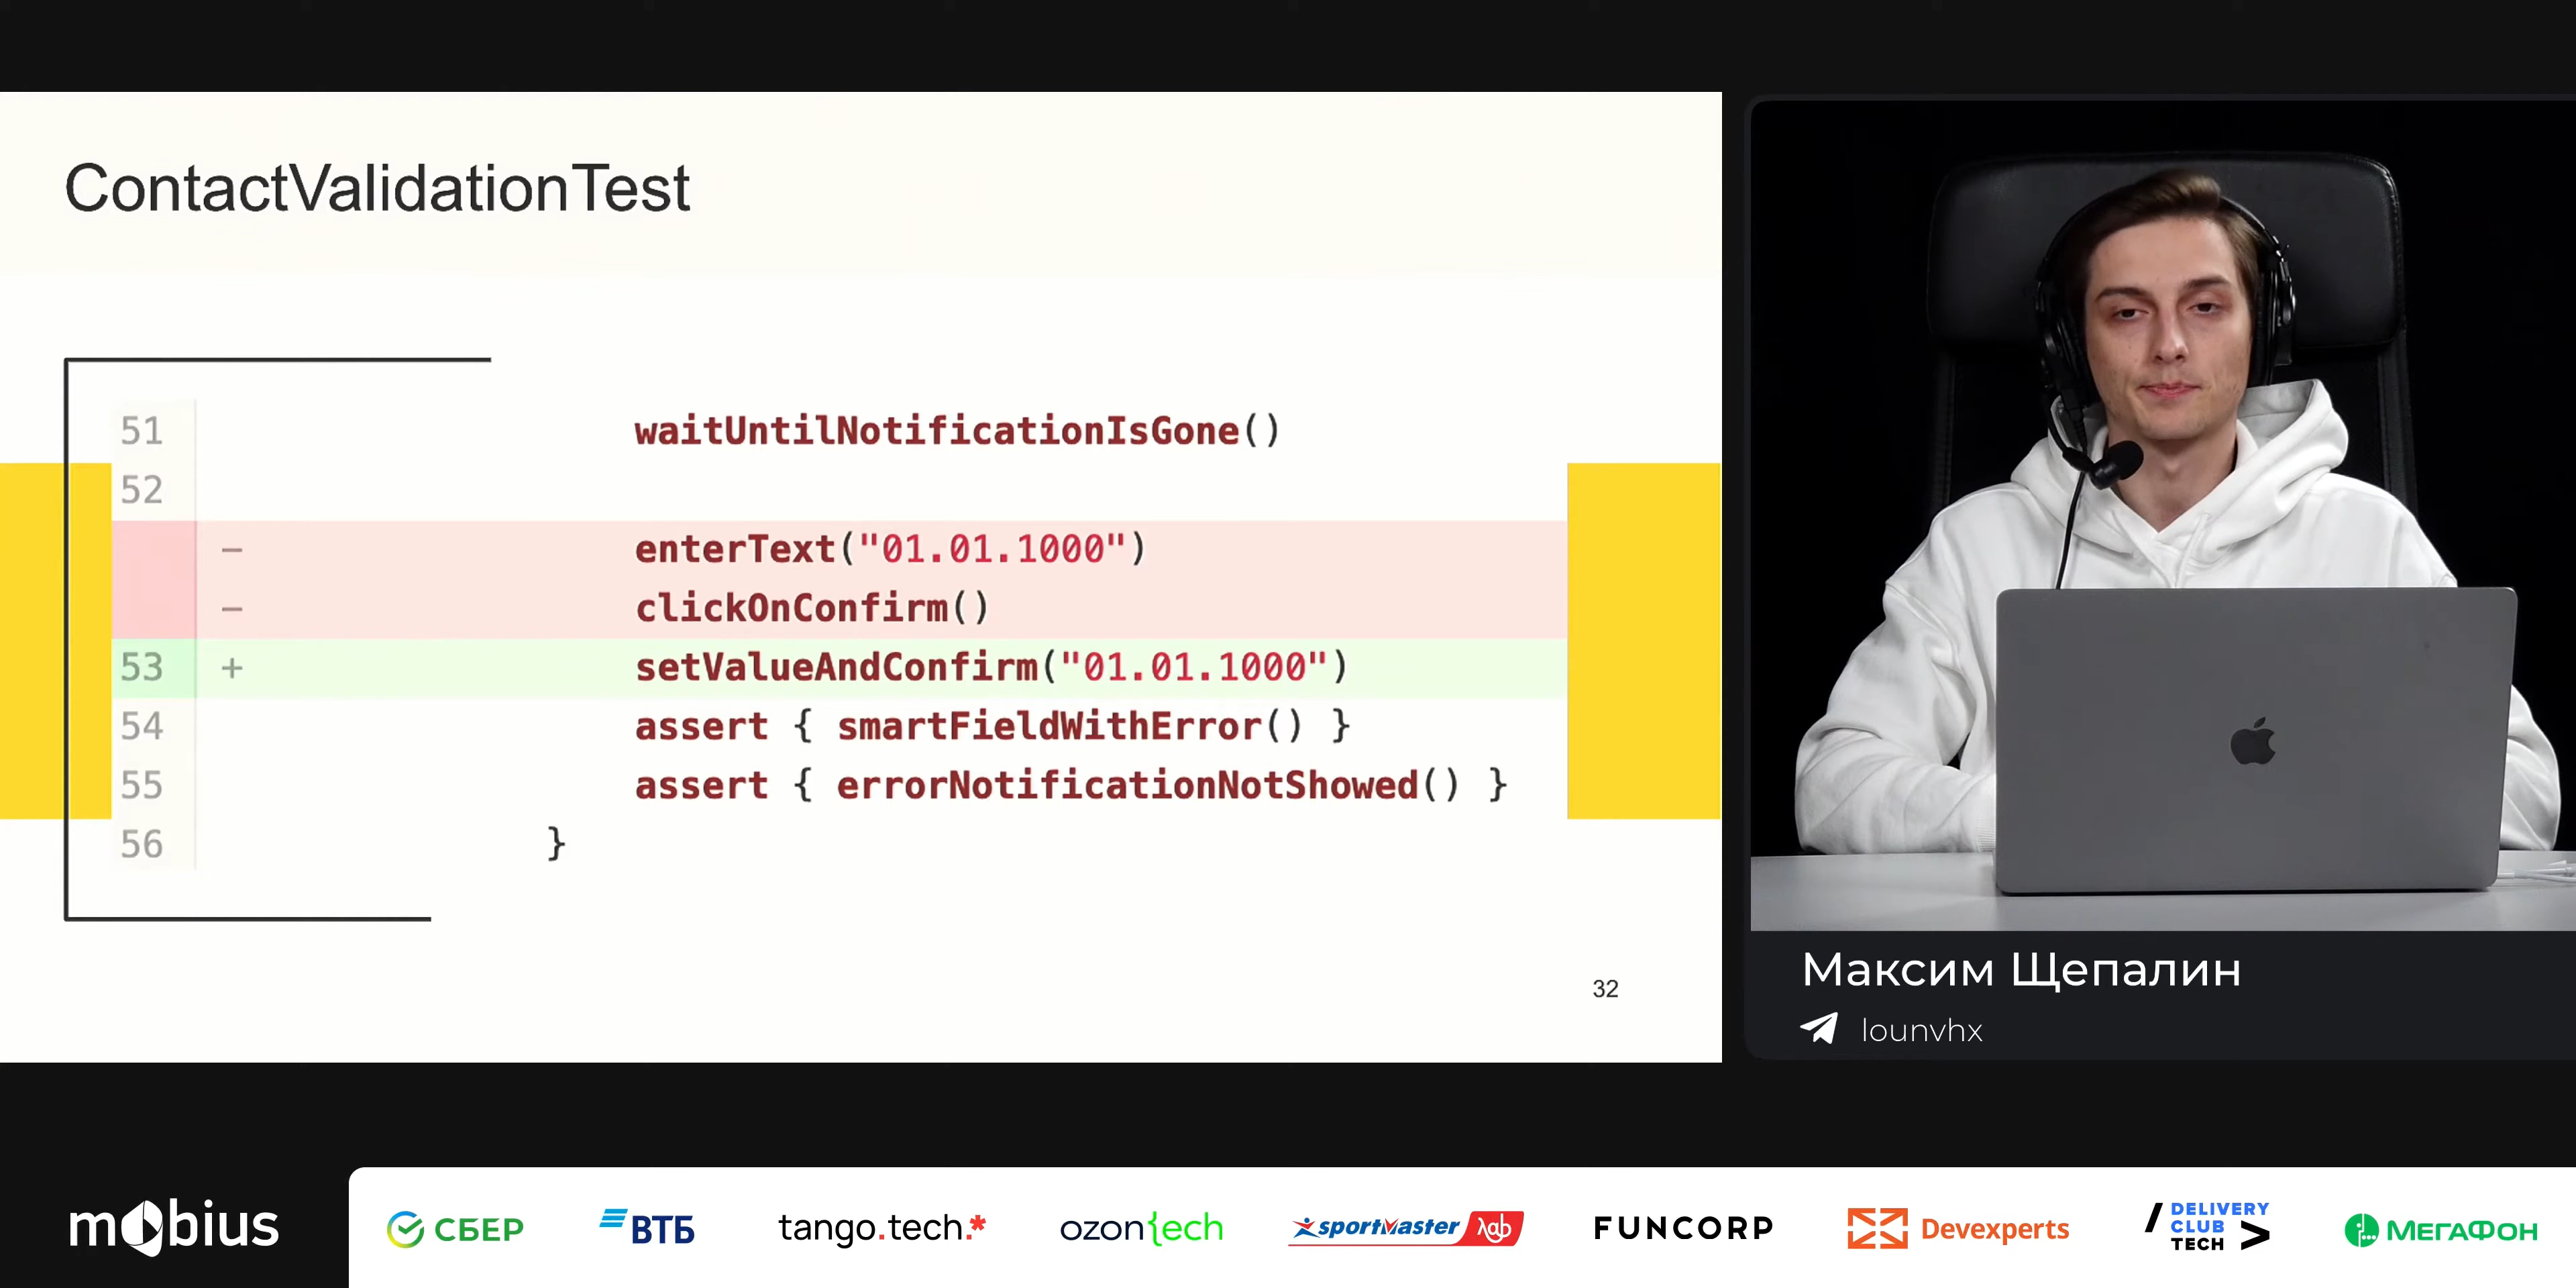 ContactValidationTest
51 waitUntilNotificationIsGone()
52
- enterText("01.01.1000")
- clickOnConfirm()
53 + setValueAndConfirm("01.01.1000")
54 assert { smartFieldWithError() }
55 assert { errorNotificationNotShowed() }
56 }
32
Максим Щепалин
lounvhx
mobius
СБЕР
ВТБ
tango.tech.*
ozon{ech
sportmaster lab
FUNCORP
Devexperts
/ DELIVERY
CLUB
TECH >
МЕГАФОН